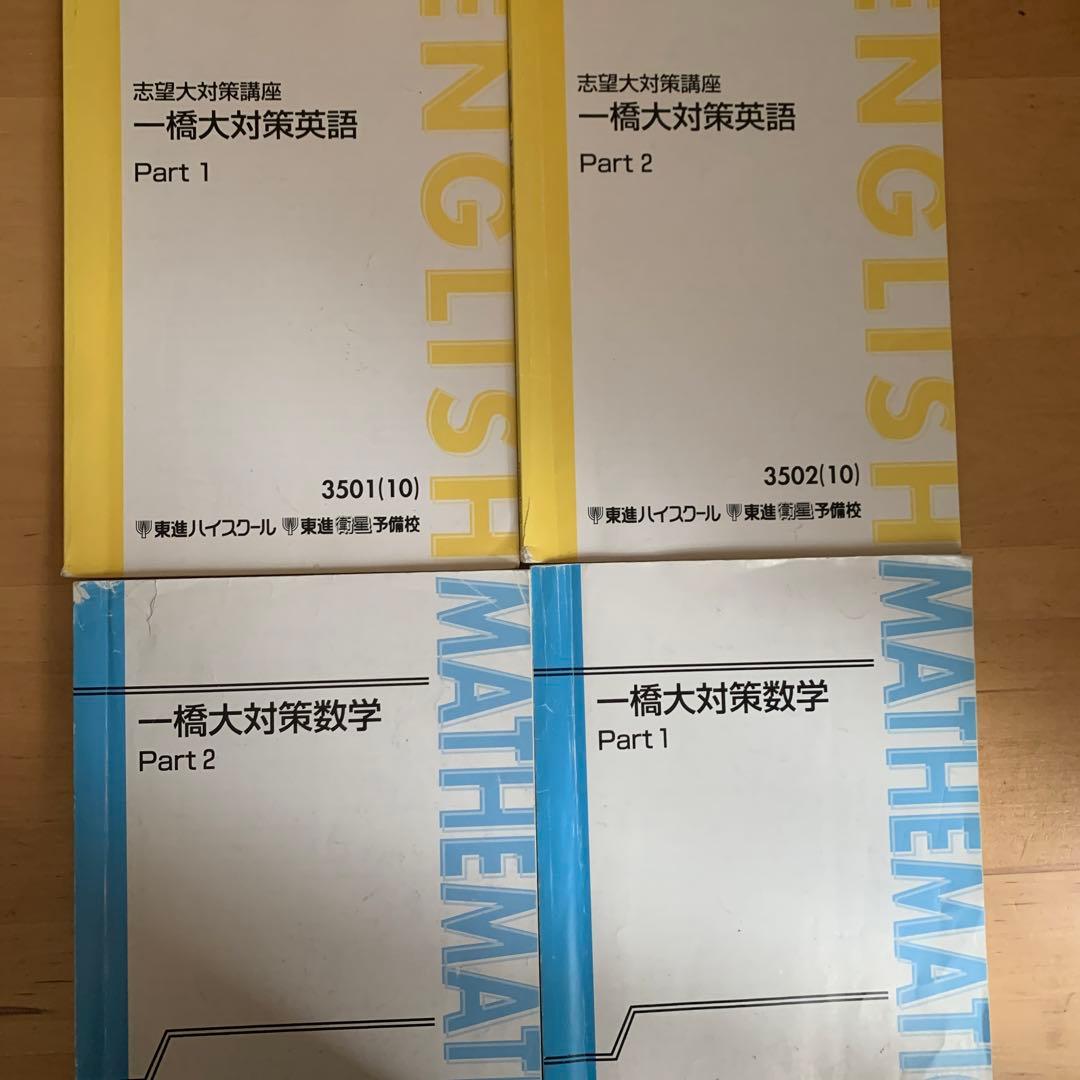 志望大対策講座
一橋大対策英語
Part 1
ENGLISH
3501(10)
東進ハイスクール 東進衛星予備校
志望大対策講座
一橋大対策英語
Part 2
ENGLISH
3502(10)
東進ハイスクール 東進衛星予備校
一橋大対策数学
Part 2
MATHEMAT
一橋大対策数学
Part 1
MATHEMATI